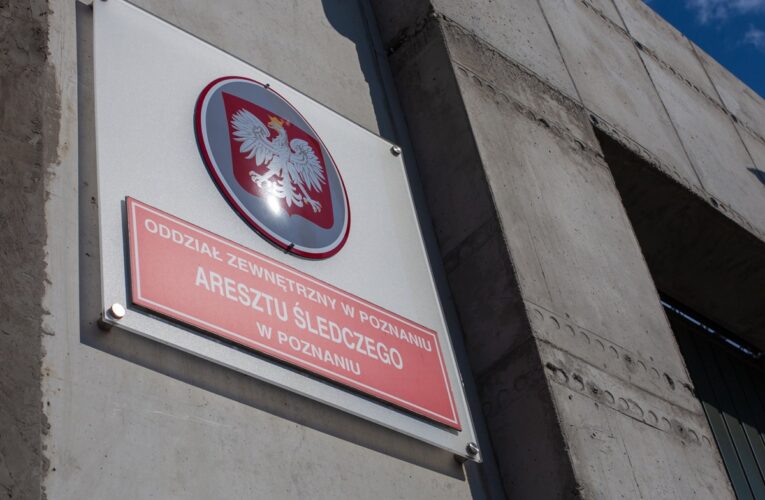 ODDZIAŁ ZEWNĘTRZNY W POZNANIU
ARESZTU ŚLEDCZEGO
W POZNANIU